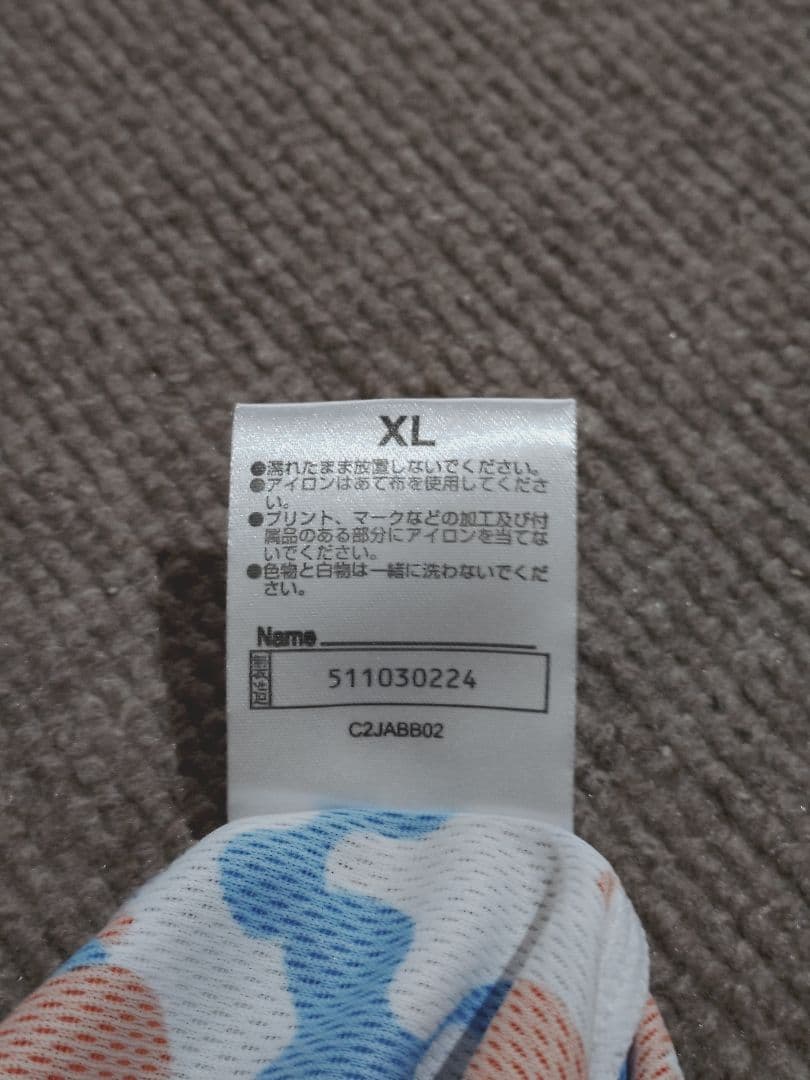 XL
●濡れたまま放置しないでください。
●アイロンはあて布を使用してくださ
い。
●プリント、マークなどの加工及び付
属品のある部分にアイロンを当てな
いでください。
●色物と白物は一緒に洗わないでくだ
さい。
Name
511030224
C2JABB02